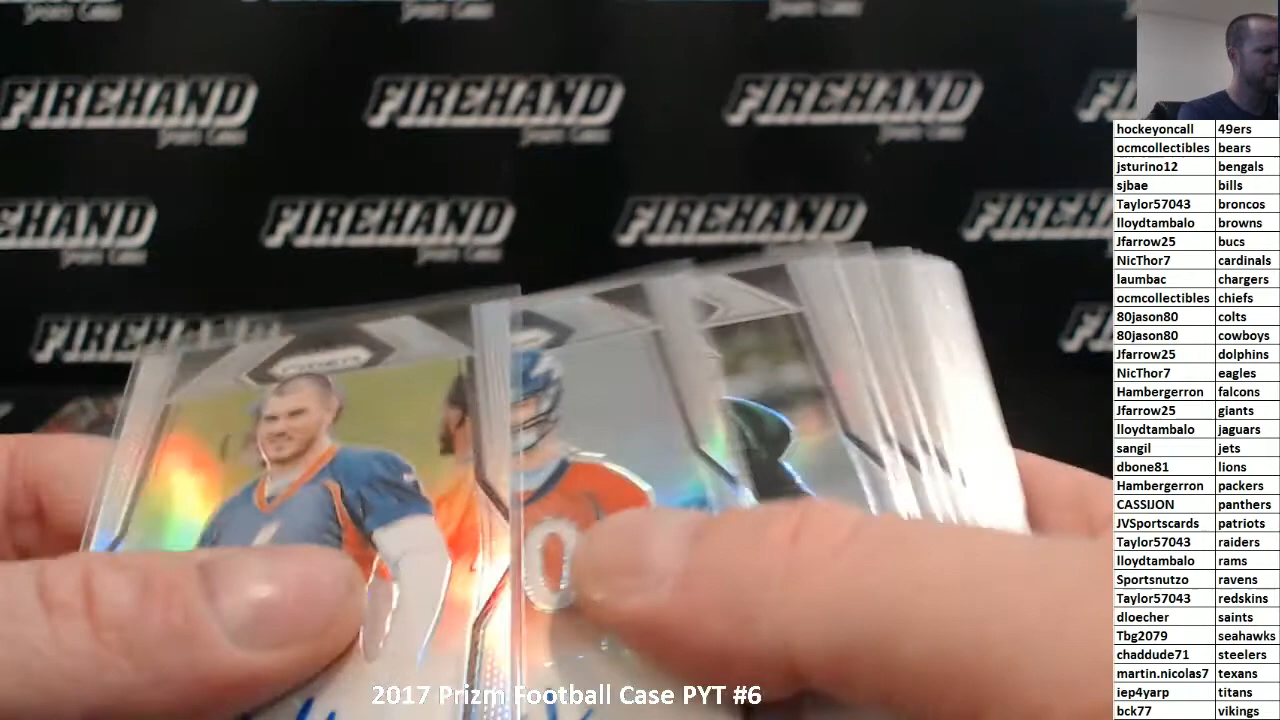 FIREHAND
FIREHAND
FIREHAND
HAND
FIREHAND
FIREHAND
FIREH
FIREHAND
2017 Prizm Football Case PYT #6
hockeyoncall 49ers
ocmcollectibles bears
jsturino12 bengals
sjbae bills
Taylor57043 broncos
lloydtambalo browns
Jfarrow25 bucs
NicThor7 cardinals
laumbac chargers
ocmcollectibles chiefs
80jason80 colts
80jason80 cowboys
Jfarrow25 dolphins
NicThor7 eagles
Hambergerron falcons
Jfarrow25 giants
lloydtambalo jaguars
sangil jets
dbone81 lions
Hambergerron packers
CASSIJON panthers
JVSportscards patriots
Taylor57043 raiders
lloydtambalo rams
Sportsnutzo ravens
Taylor57043 redskins
dloecher saints
Tbg2079 seahawks
chaddude71 steelers
martin.nicolas7 texans
iep4yarp titans
bck77 vikings